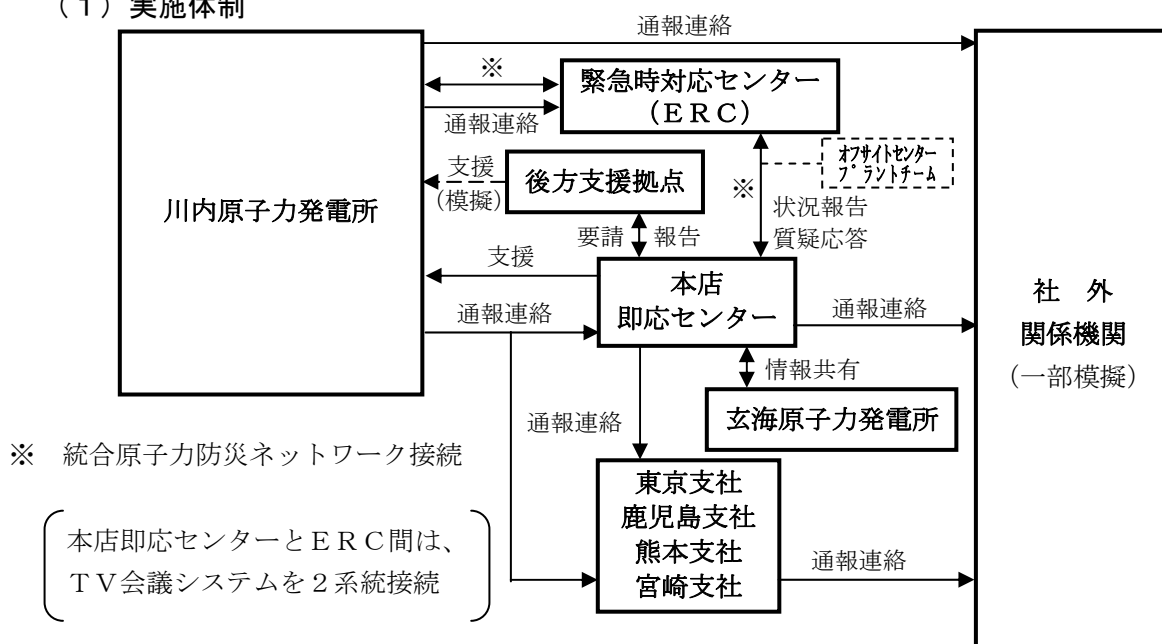 （１）実施体制
通報連絡
川内原子力発電所
※
緊急時対応センター
（ＥＲＣ）
通報連絡
支援
(模擬)
後方支援拠点
※
ｵﾌｻｲﾄｾﾝﾀｰ
ﾌﾟﾗﾝﾄﾁｰﾑ
状況報告
質疑応答
要請
報告
支援
本店
即応センター
通報連絡
通報連絡
社　外
関係機関
（一部模擬）
情報共有
玄海原子力発電所
通報連絡
東京支社
鹿児島支社
熊本支社
宮崎支社
通報連絡
※　統合原子力防災ネットワーク接続
本店即応センターとＥＲＣ間は、
ＴＶ会議システムを２系統接続